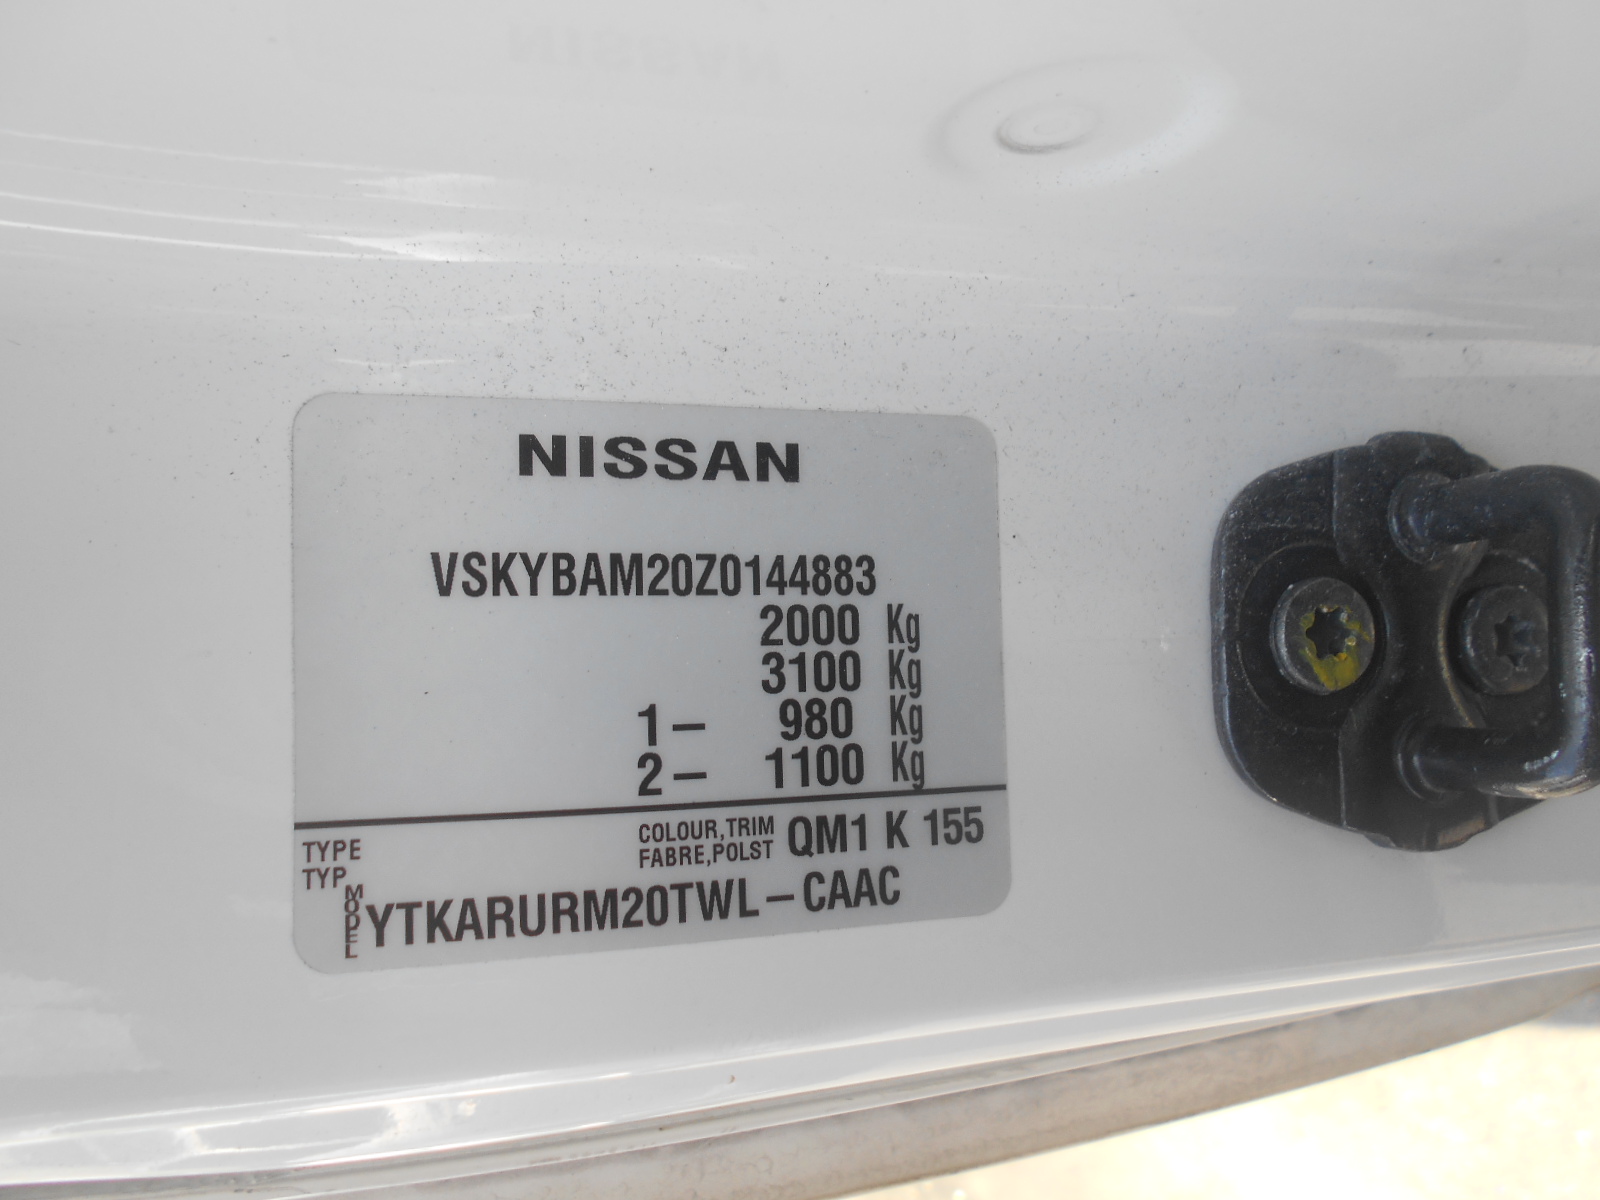 NISSAN
VSKYBAM20Z0144883
2000 Kg
3100 Kg
1– 980 Kg
2– 1100 Kg
TYPE
TYP
COLOUR,TRIM
FABRE,POLST
QM1 K 155
MODEL
YTKARURM20TWL–CAAC